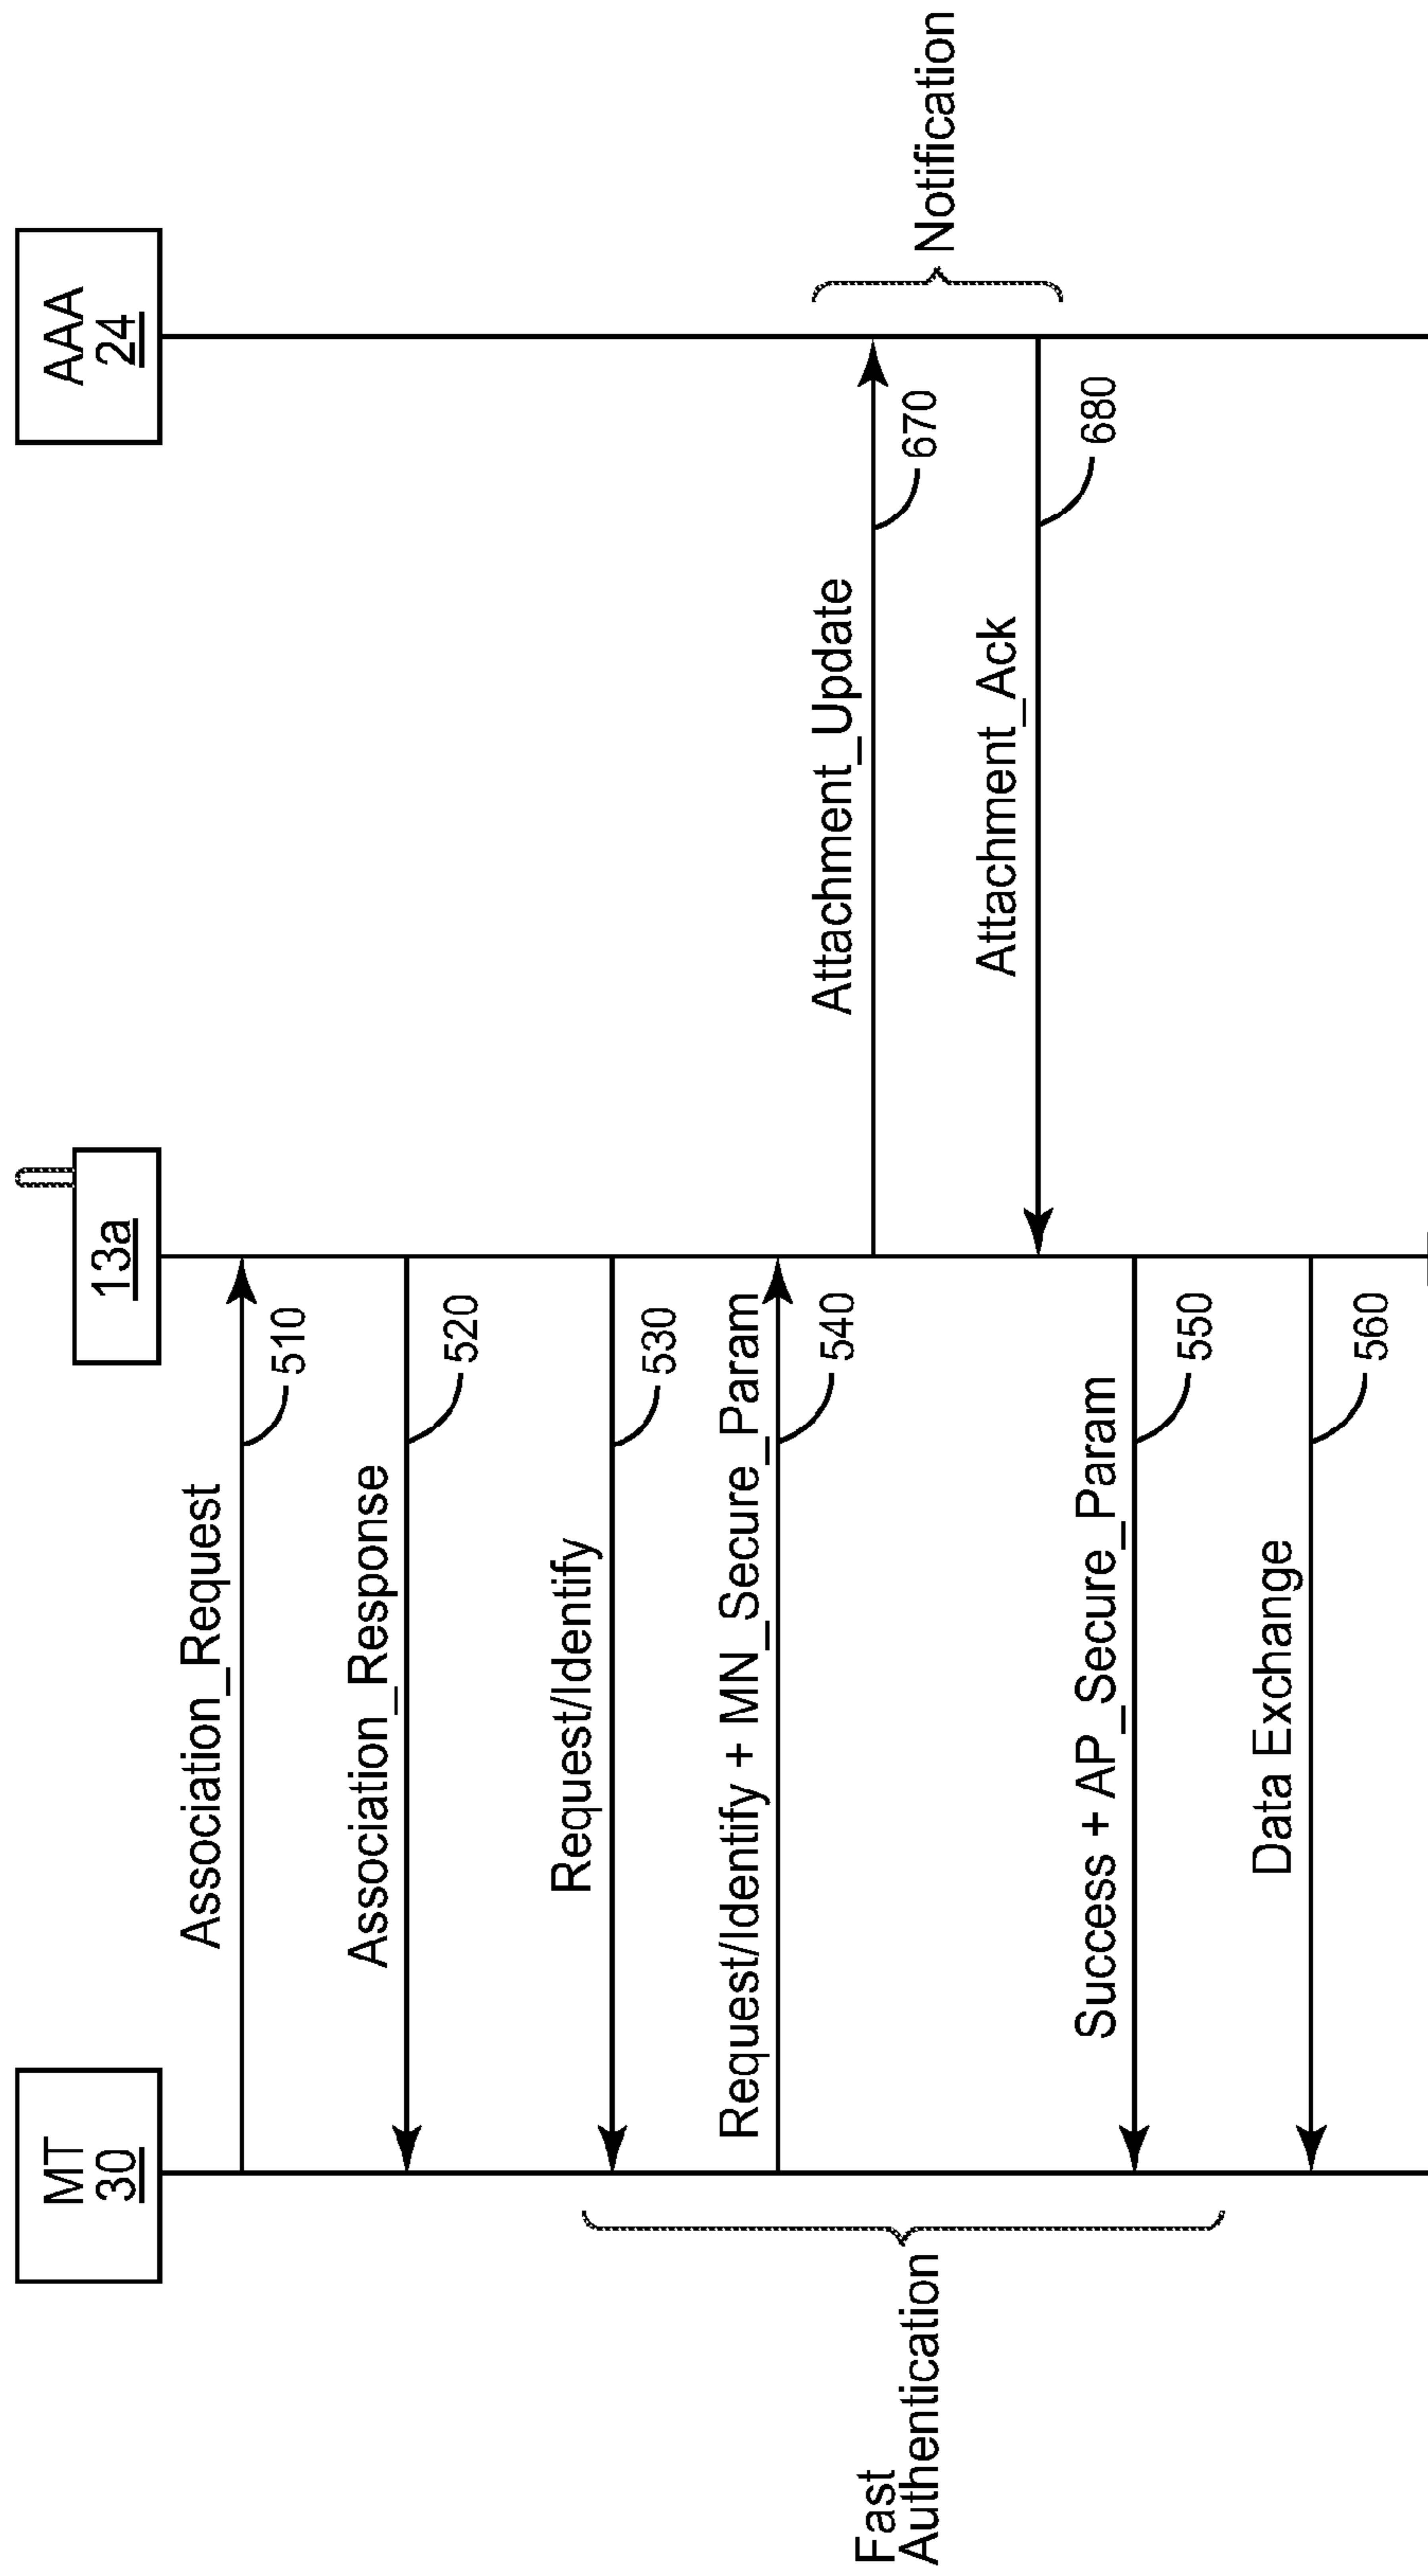 MT
30
13a
AAA
24
Association_Request
510
Association_Response
520
Request/Identify
530
Request/Identify + MN_Secure_Param
540
Attachment_Update
670
Attachment_Ack
680
Success + AP_Secure_Param
550
Data Exchange
560
Fast
Authentication
Notification